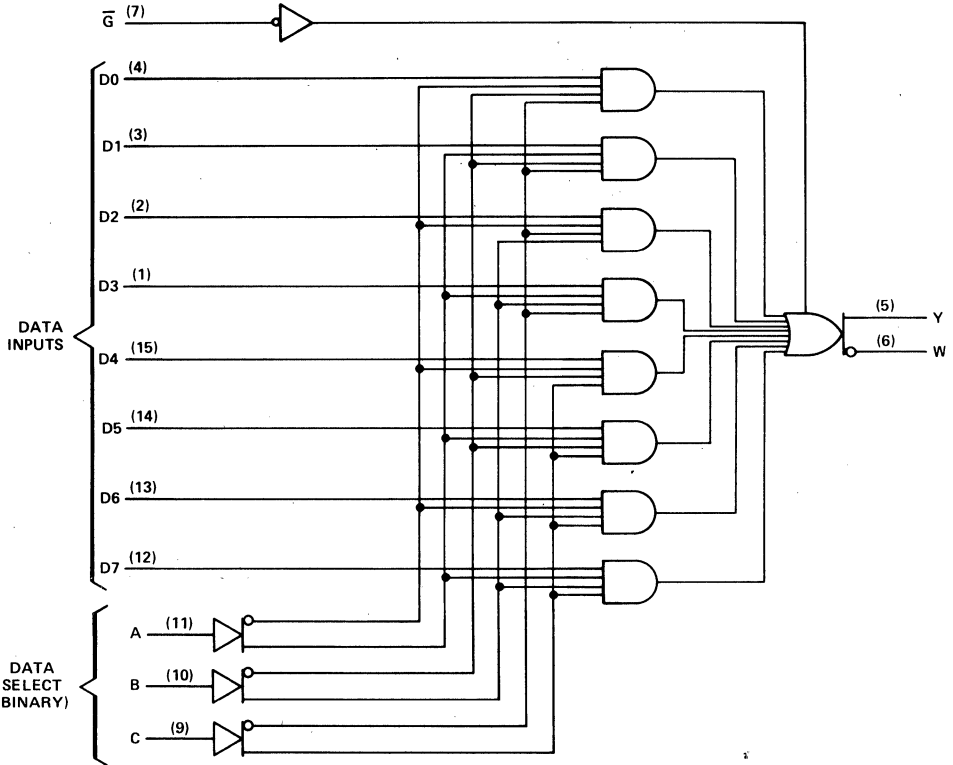 G̅ (7)
D0 (4)
D1 (3)
D2 (2)
D3 (1)
DATA
INPUTS
D4 (15)
D5 (14)
D6 (13)
D7 (12)
(5) Y
(6) W
A (11)
DATA
SELECT
BINARY)
B (10)
C (9)